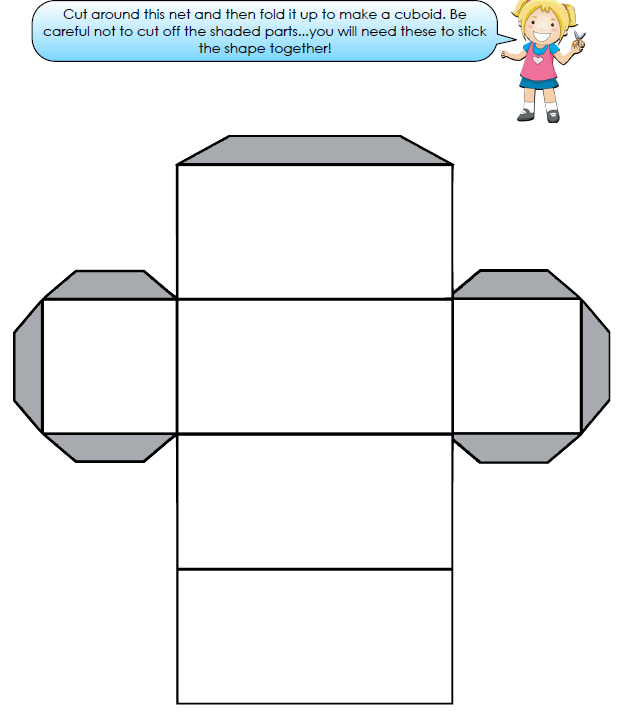 Cut around this net and then fold it up to make a cuboid. Be
careful not to cut off the shaded parts...you will need these to stick
the shape together!